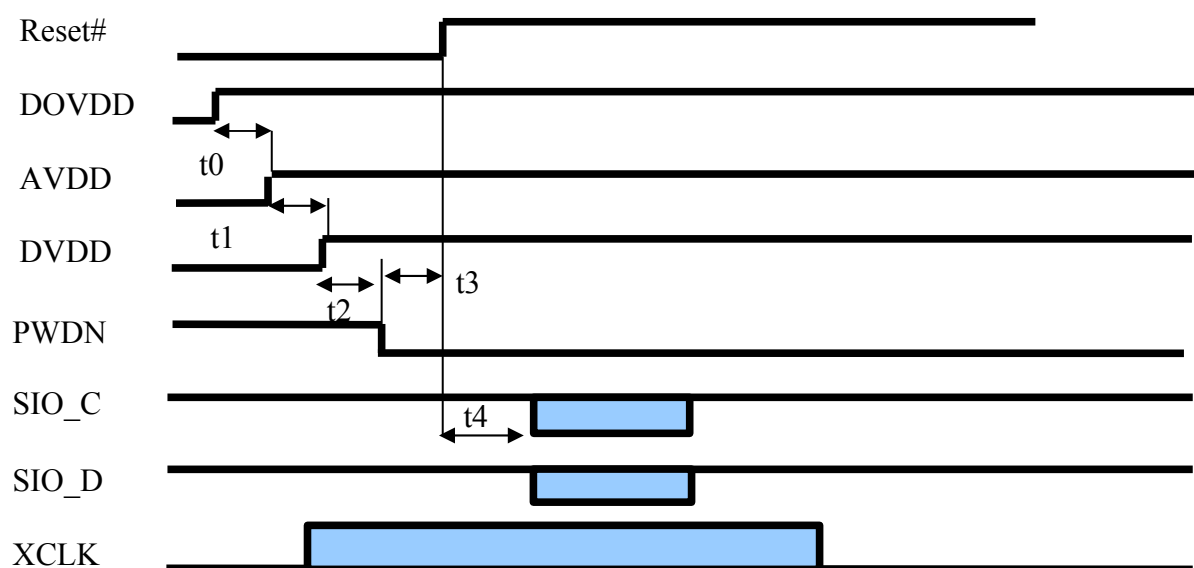 Reset#
DOVDD
t0
AVDD
t1
DVDD
t3
t2
PWDN
SIO_C
t4
SIO_D
XCLK